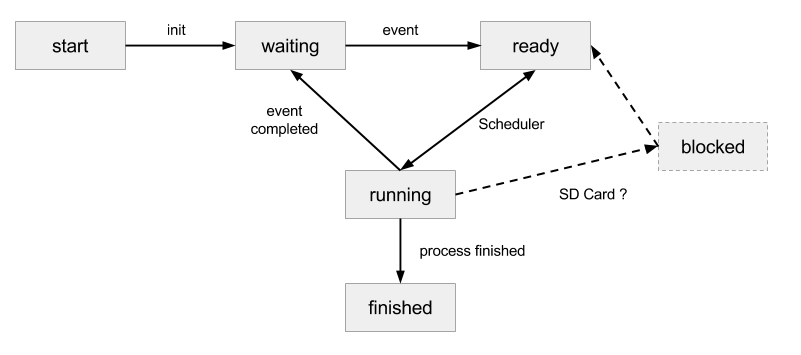 init
event
start
waiting
ready
event
completed
Scheduler
blocked
running
SD Card ?
process finished
finished